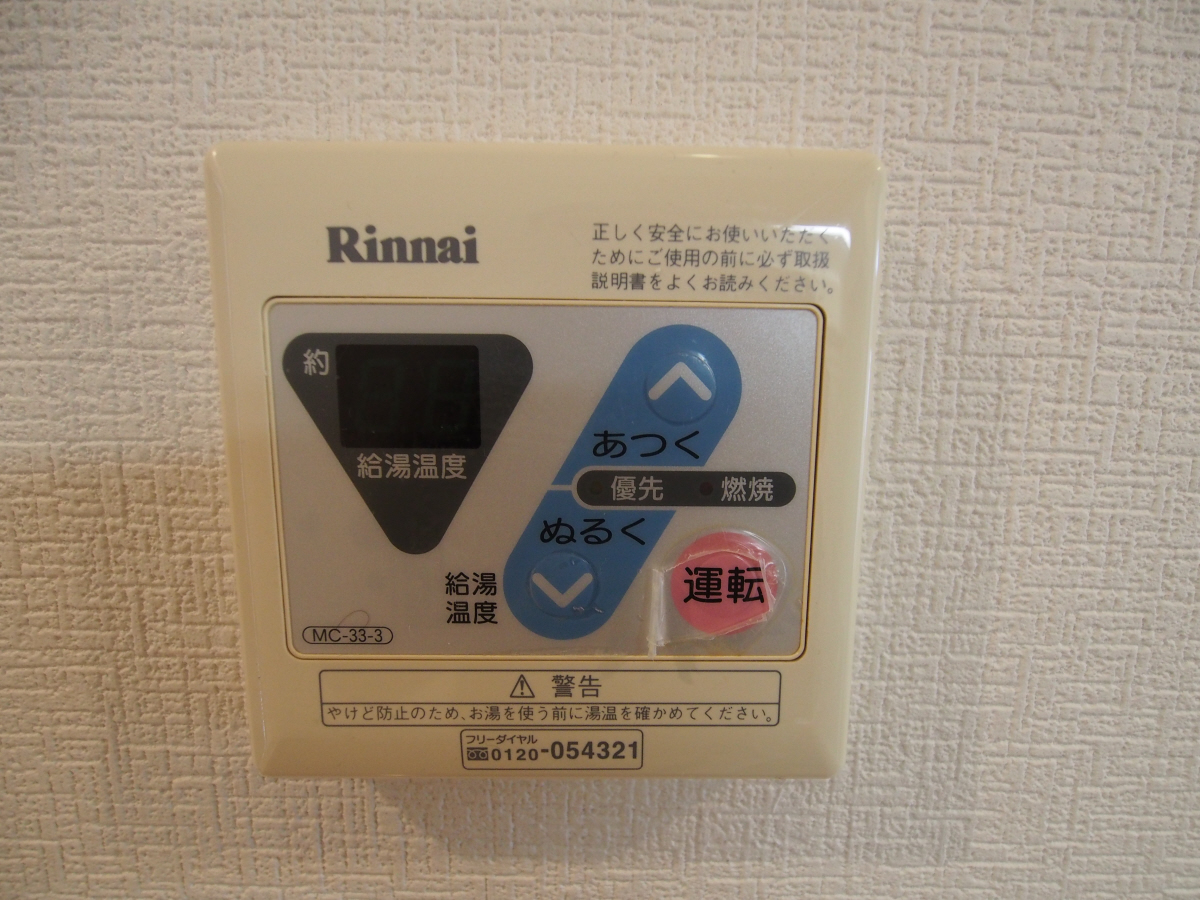 Rinnai
正しく安全にお使いいただく
ためにご使用の前に必ず取扱
説明書をよくお読みください。
約
給湯温度
あつく
優先 燃焼
ぬるく
給湯
温度
運転
MC-33-3
⚠ 警告
やけど防止のため、お湯を使う前に湯温を確かめてください。
フリーダイヤル
0120-054321